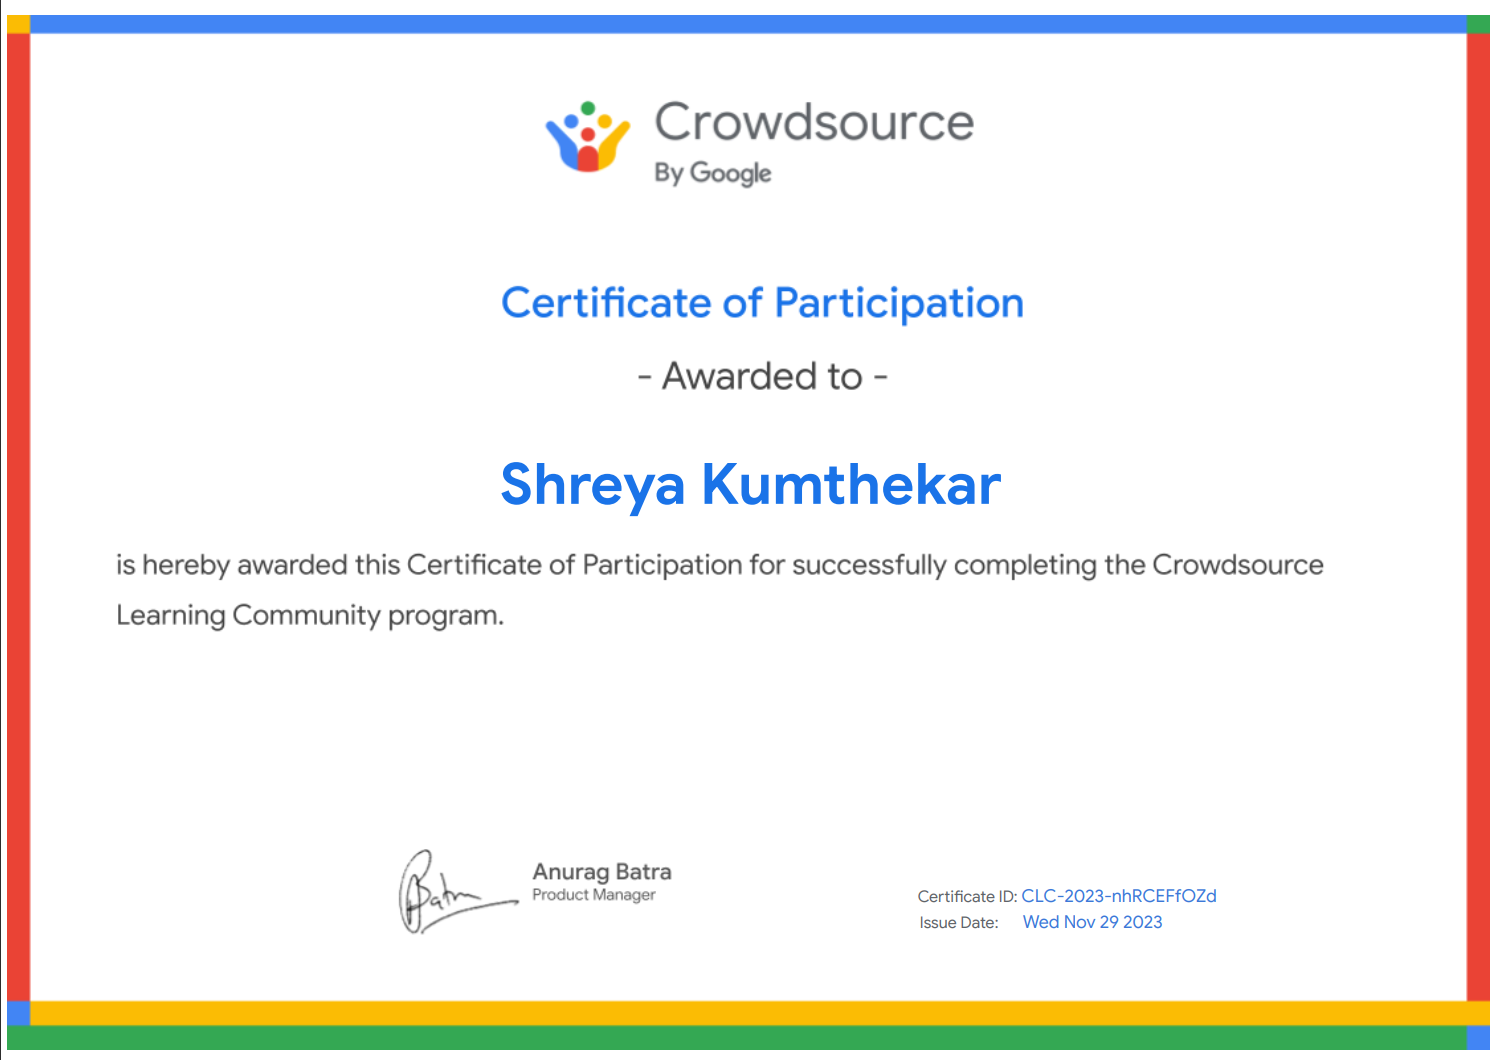 Crowdsource
By Google
Certificate of Participation
- Awarded to -
Shreya Kumthekar
is hereby awarded this Certificate of Participation for successfully completing the Crowdsource
Learning Community program.
Batra
Anurag Batra
Product Manager
Certificate ID: CLC-2023-nhRCEFfOZd
Issue Date: Wed Nov 29 2023